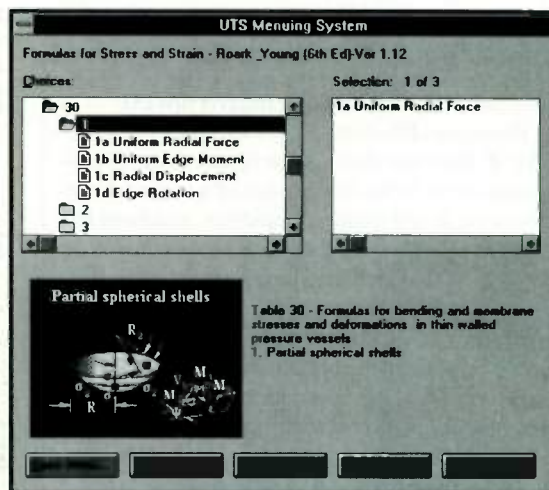 UTS Menuing System
Formulas for Stress and Strain - Roark _Young (6th Ed)-Ver 1.12
Choices:
Selection: 1 of 3
30
1
1a Uniform Radial Force
1b Uniform Edge Moment
1c Radial Displacement
1d Edge Rotation
2
3
1a Uniform Radial Force
Partial spherical shells
R
R
M
M
M
Table 30 - Formulas for bending and membrane
stresses and deformations in thin walled
pressure vessets
1. Partial spherical shells